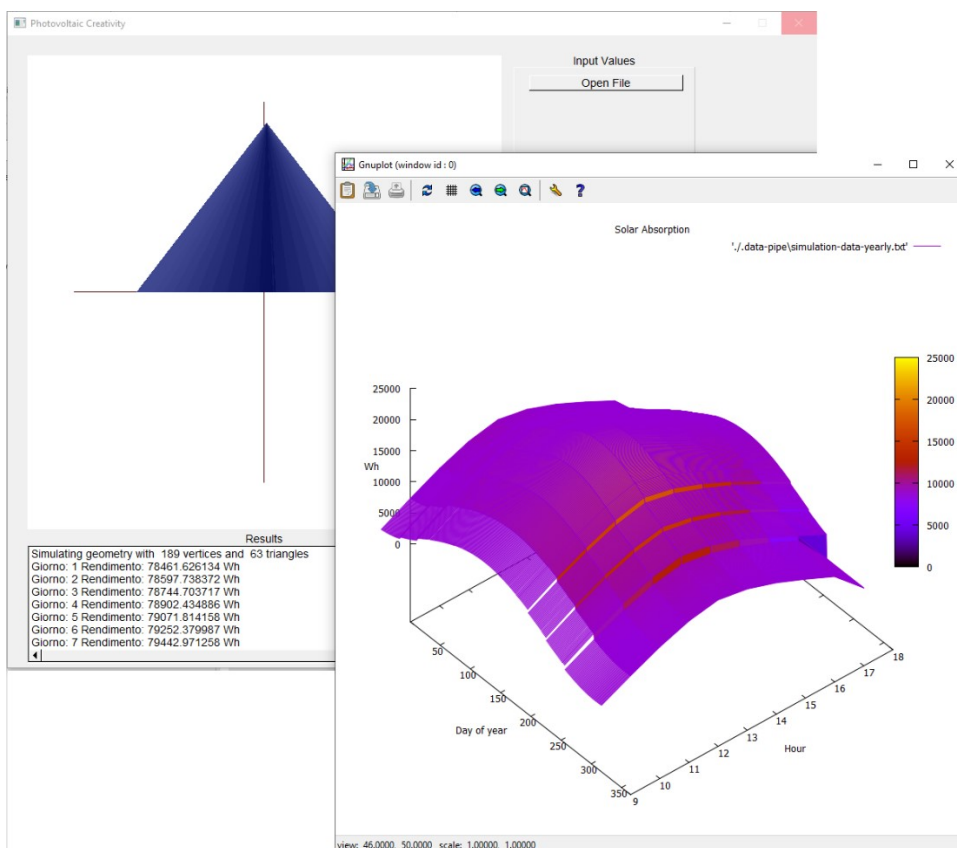 Photovoltaic Creativity
Input Values
Open File
Results
Simulating geometry with 189 vertices and 63 triangles
Giorno: 1 Rendimento: 78461.626134 Wh
Giorno: 2 Rendimento: 78597.738372 Wh
Giorno: 3 Rendimento: 78744.703717 Wh
Giorno: 4 Rendimento: 78902.434886 Wh
Giorno: 5 Rendimento: 79071.814158 Wh
Giorno: 6 Rendimento: 79252.379987 Wh
Giorno: 7 Rendimento: 79442.971258 Wh
Gnuplot (window id : 0)
Solar Absorption
'./.data-pipe\simulation-data-yearly.txt'
25000
20000
15000
10000
5000
0
Wh
25000
20000
15000
10000
5000
0
50
100
150
200
250
300
350
Day of year
9
10
11
12
13
14
15
16
17
18
Hour
view: 46.0000, 50.0000 scale: 1.00000, 1.00000